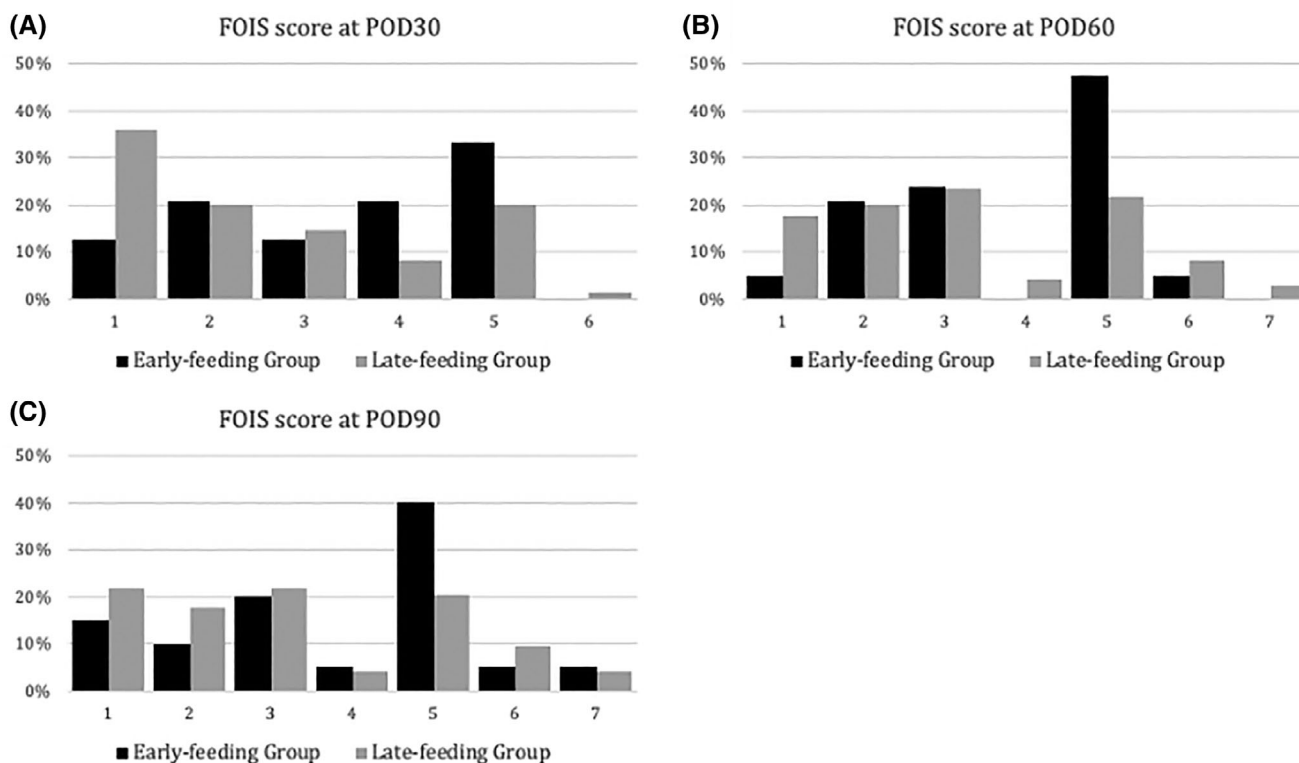 (A)
FOIS score at POD30
50%
40%
30%
20%
10%
0%
1 2 3 4 5 6
Early-feeding Group Late-feeding Group
(B)
FOIS score at POD60
50%
40%
30%
20%
10%
0%
1 2 3 4 5 6 7
Early-feeding Group Late-feeding Group
(C)
FOIS score at POD90
50%
40%
30%
20%
10%
0%
1 2 3 4 5 6 7
Early-feeding Group Late-feeding Group